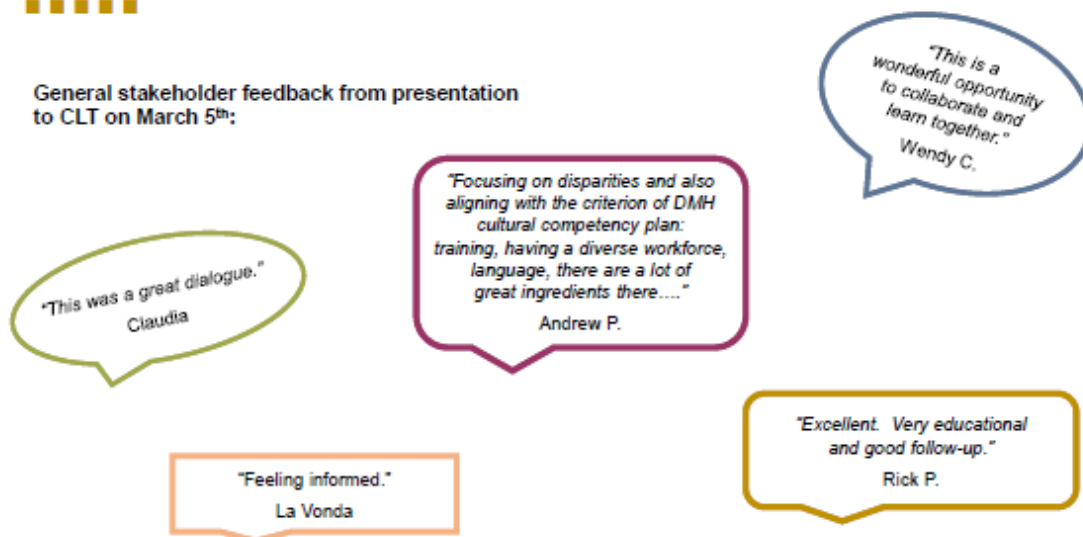 General stakeholder feedback from presentation
to CLT on March 5th:
"This is a
wonderful opportunity
to collaborate and
learn together."
Wendy C.
"Focusing on disparities and also
aligning with the criterion of DMH
cultural competency plan:
training, having a diverse workforce,
language, there are a lot of
great ingredients there...."
Andrew P.
"This was a great dialogue."
Claudia
"Excellent.  Very educational
and good follow-up."
Rick P.
"Feeling informed."
La Vonda